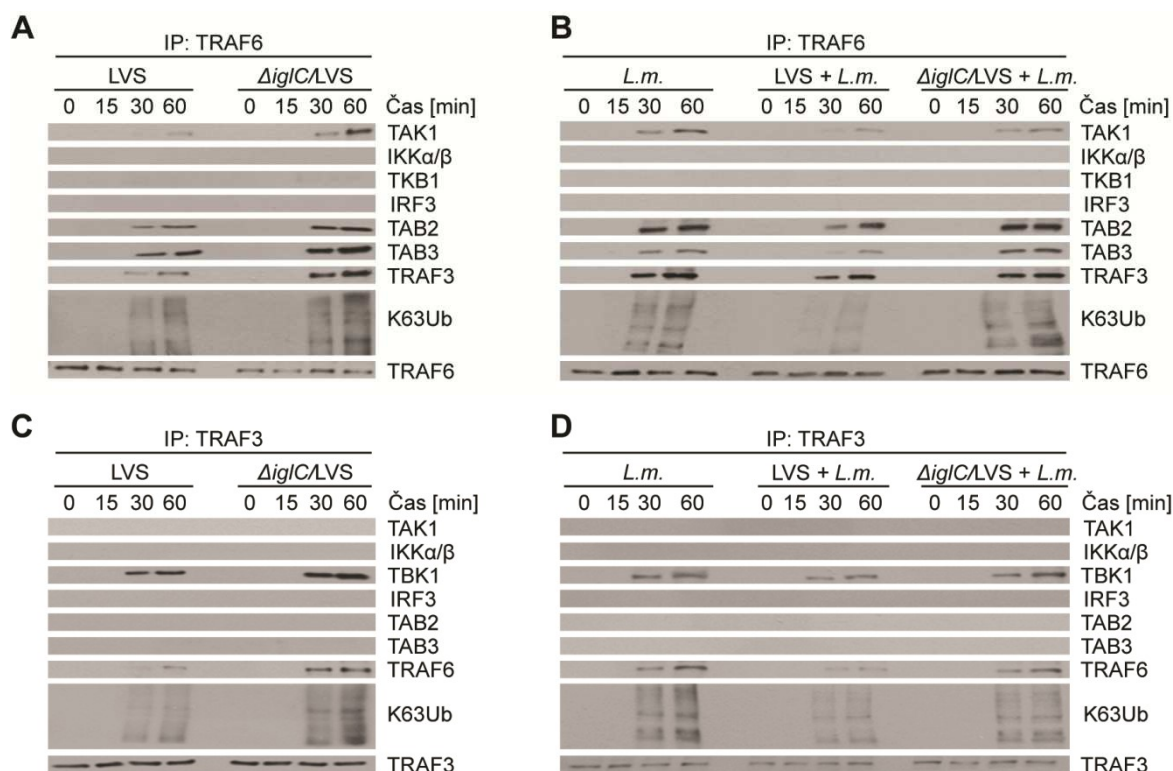 A
IP: TRAF6
LVS ΔiglC/LVS
0 15 30 60 0 15 30 60 Čas [min]
TAK1
IKKα/β
TKB1
IRF3
TAB2
TAB3
TRAF3
K63Ub
TRAF6
B
IP: TRAF6
L.m. LVS + L.m. ΔiglC/LVS + L.m.
0 15 30 60 0 15 30 60 0 15 30 60 Čas [min]
TAK1
IKKα/β
TKB1
IRF3
TAB2
TAB3
TRAF3
K63Ub
TRAF6
C
IP: TRAF3
LVS ΔiglC/LVS
0 15 30 60 0 15 30 60 Čas [min]
TAK1
IKKα/β
TBK1
IRF3
TAB2
TAB3
TRAF6
K63Ub
TRAF3
D
IP: TRAF3
L.m. LVS + L.m. ΔiglC/LVS + L.m.
0 15 30 60 0 15 30 60 0 15 30 60 Čas [min]
TAK1
IKKα/β
TBK1
IRF3
TAB2
TAB3
TRAF6
K63Ub
TRAF3